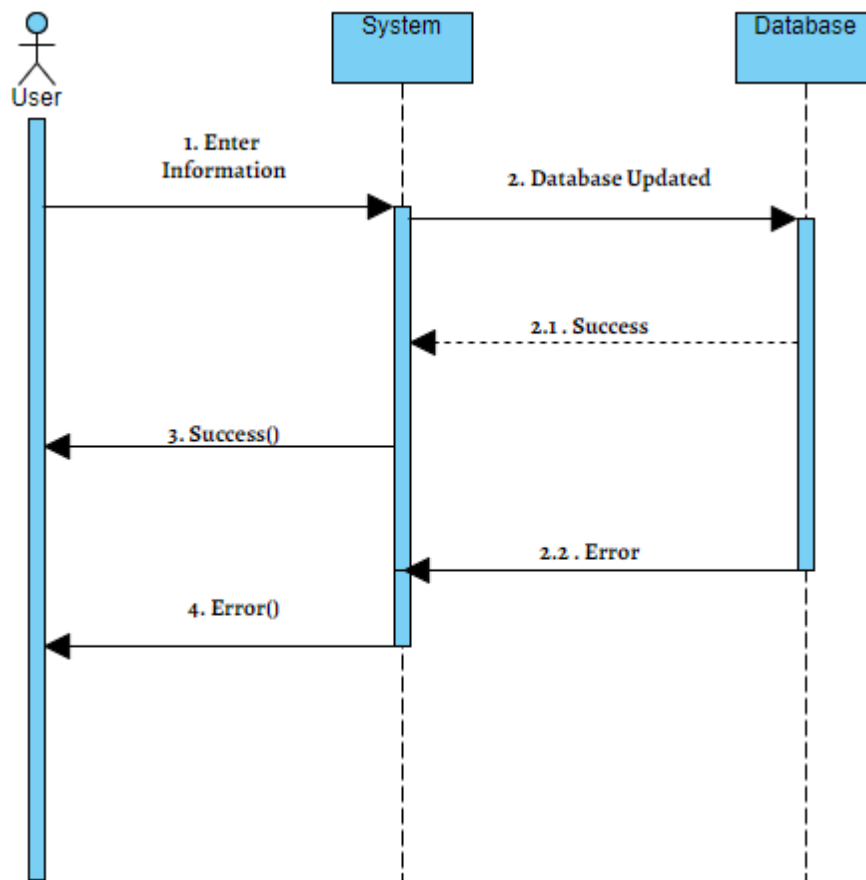 System
Database
User
1. Enter
Information
2. Database Updated
2.1 . Success
3. Success()
2.2 . Error
4. Error()